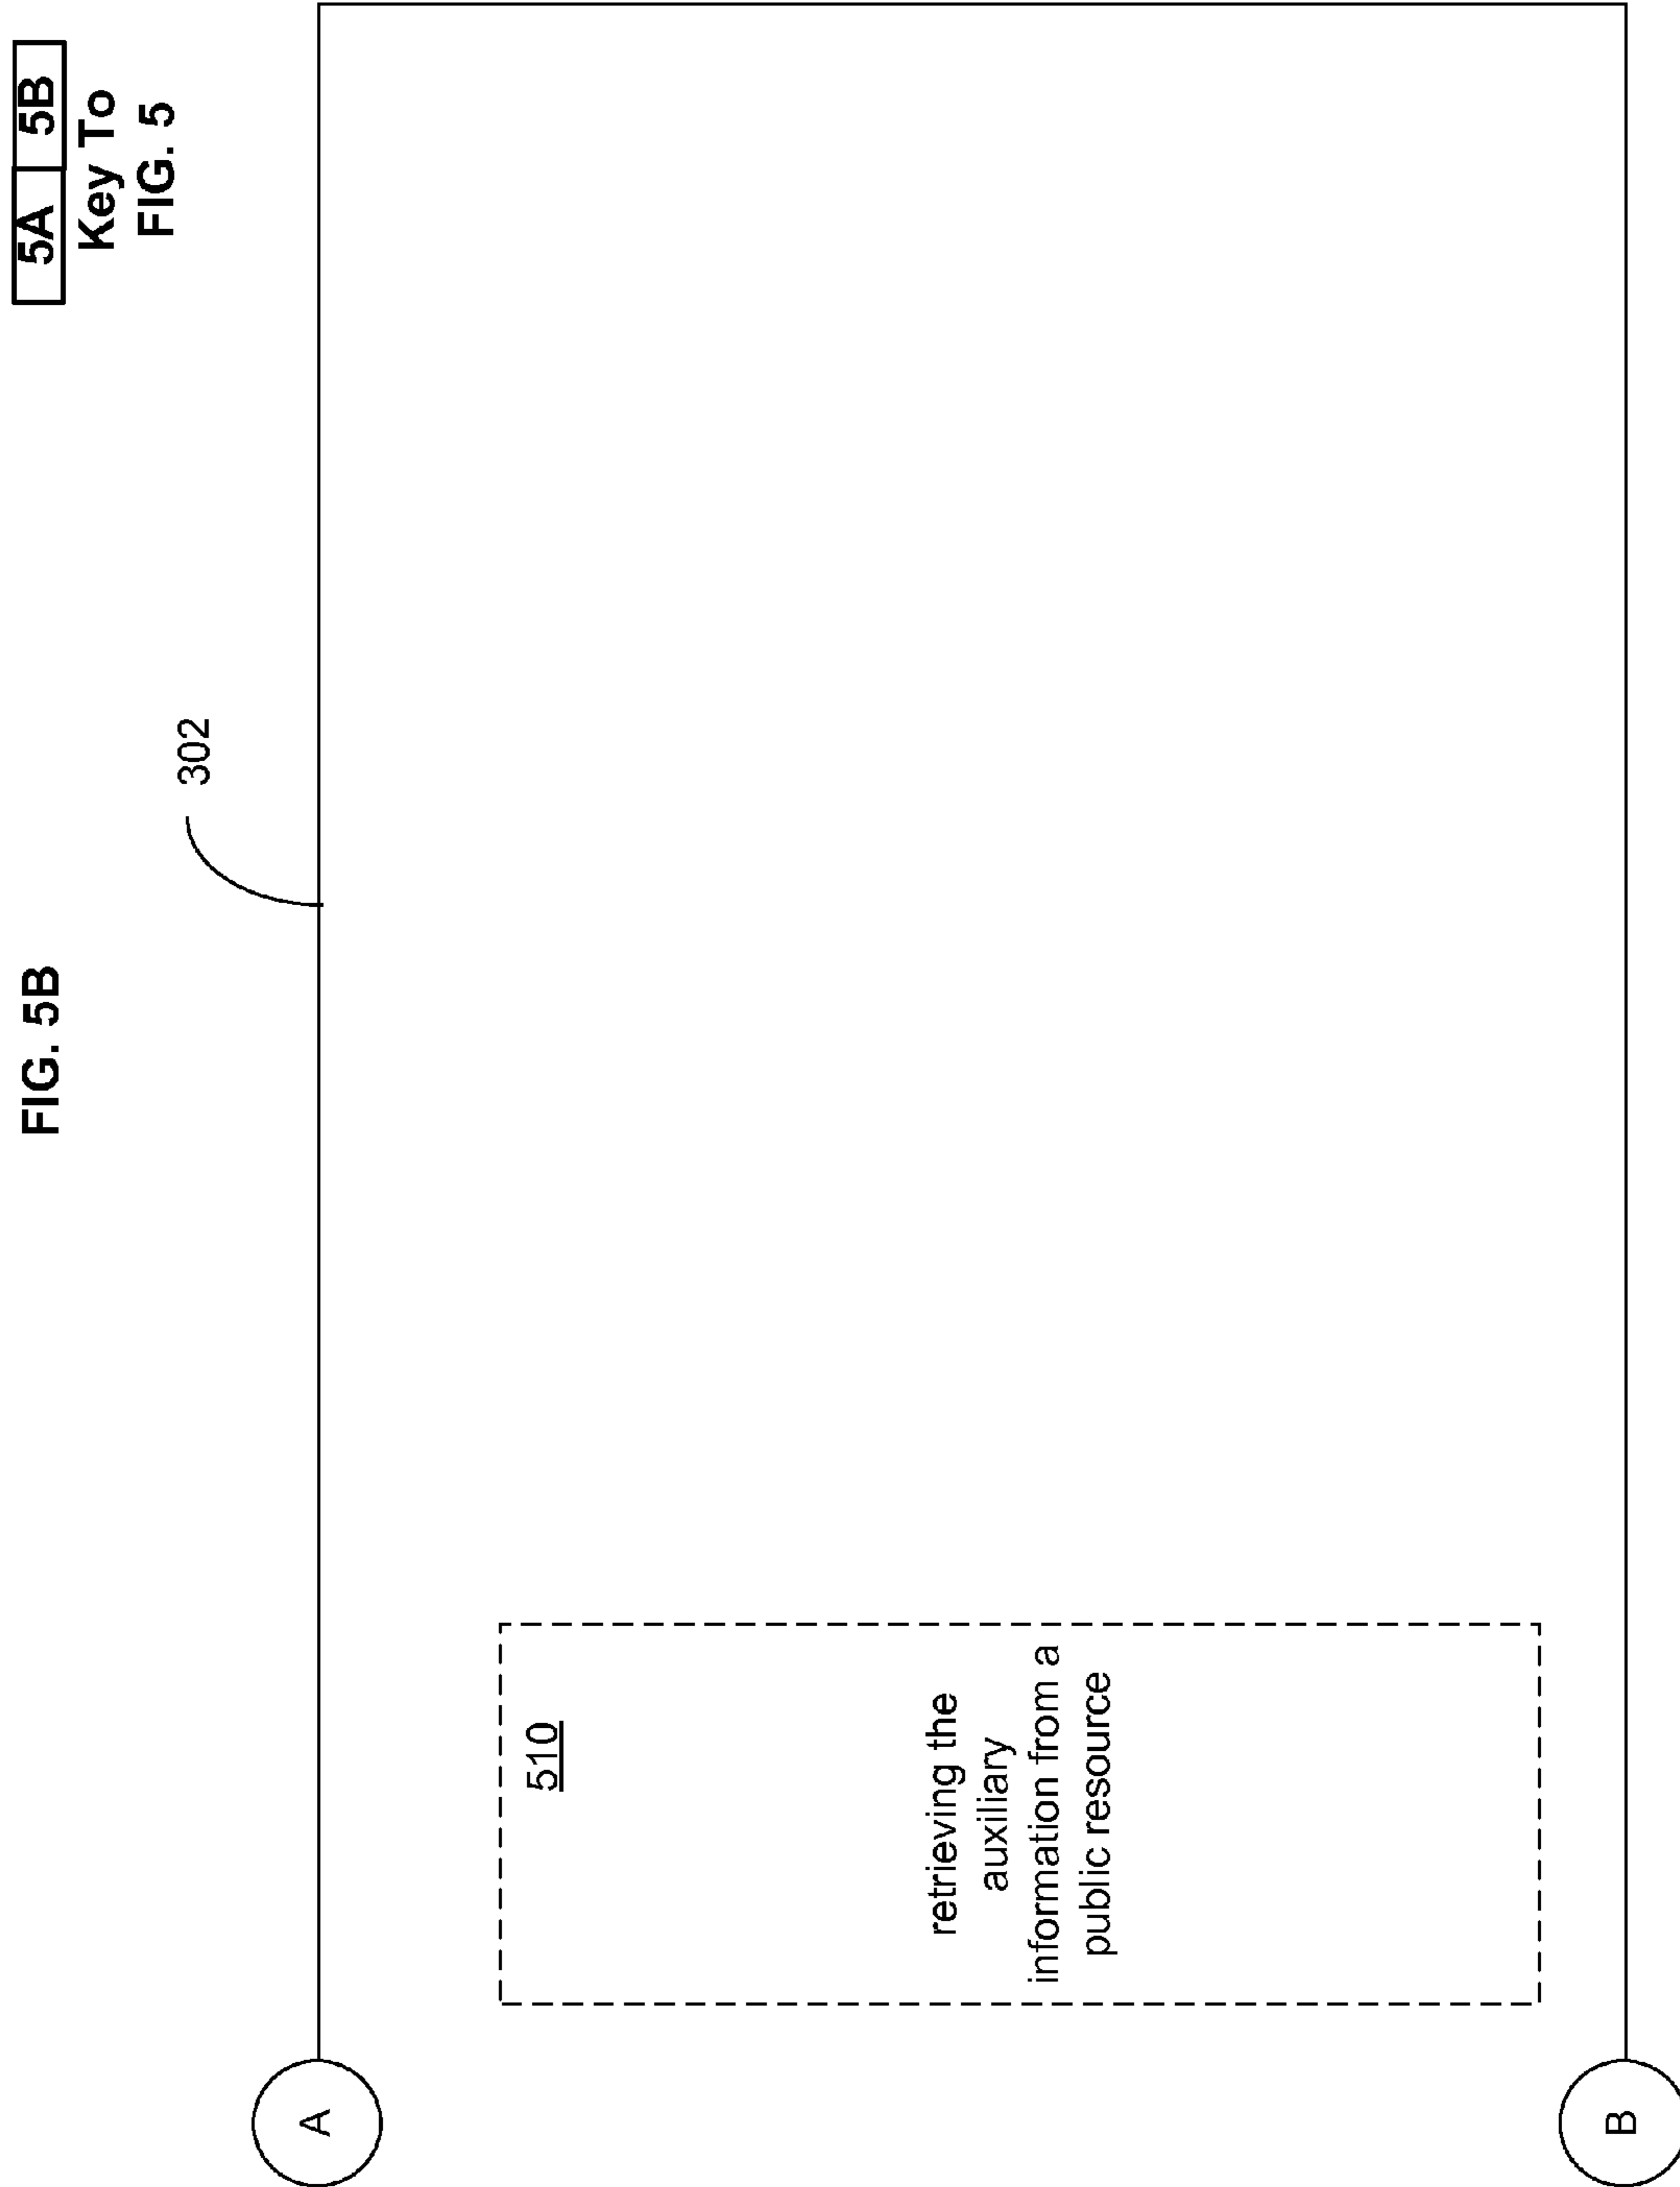 FIG. 5B
5A 5B
Key To
FIG. 5
302
A
510
retrieving the
auxiliary
information from a
public resource
B